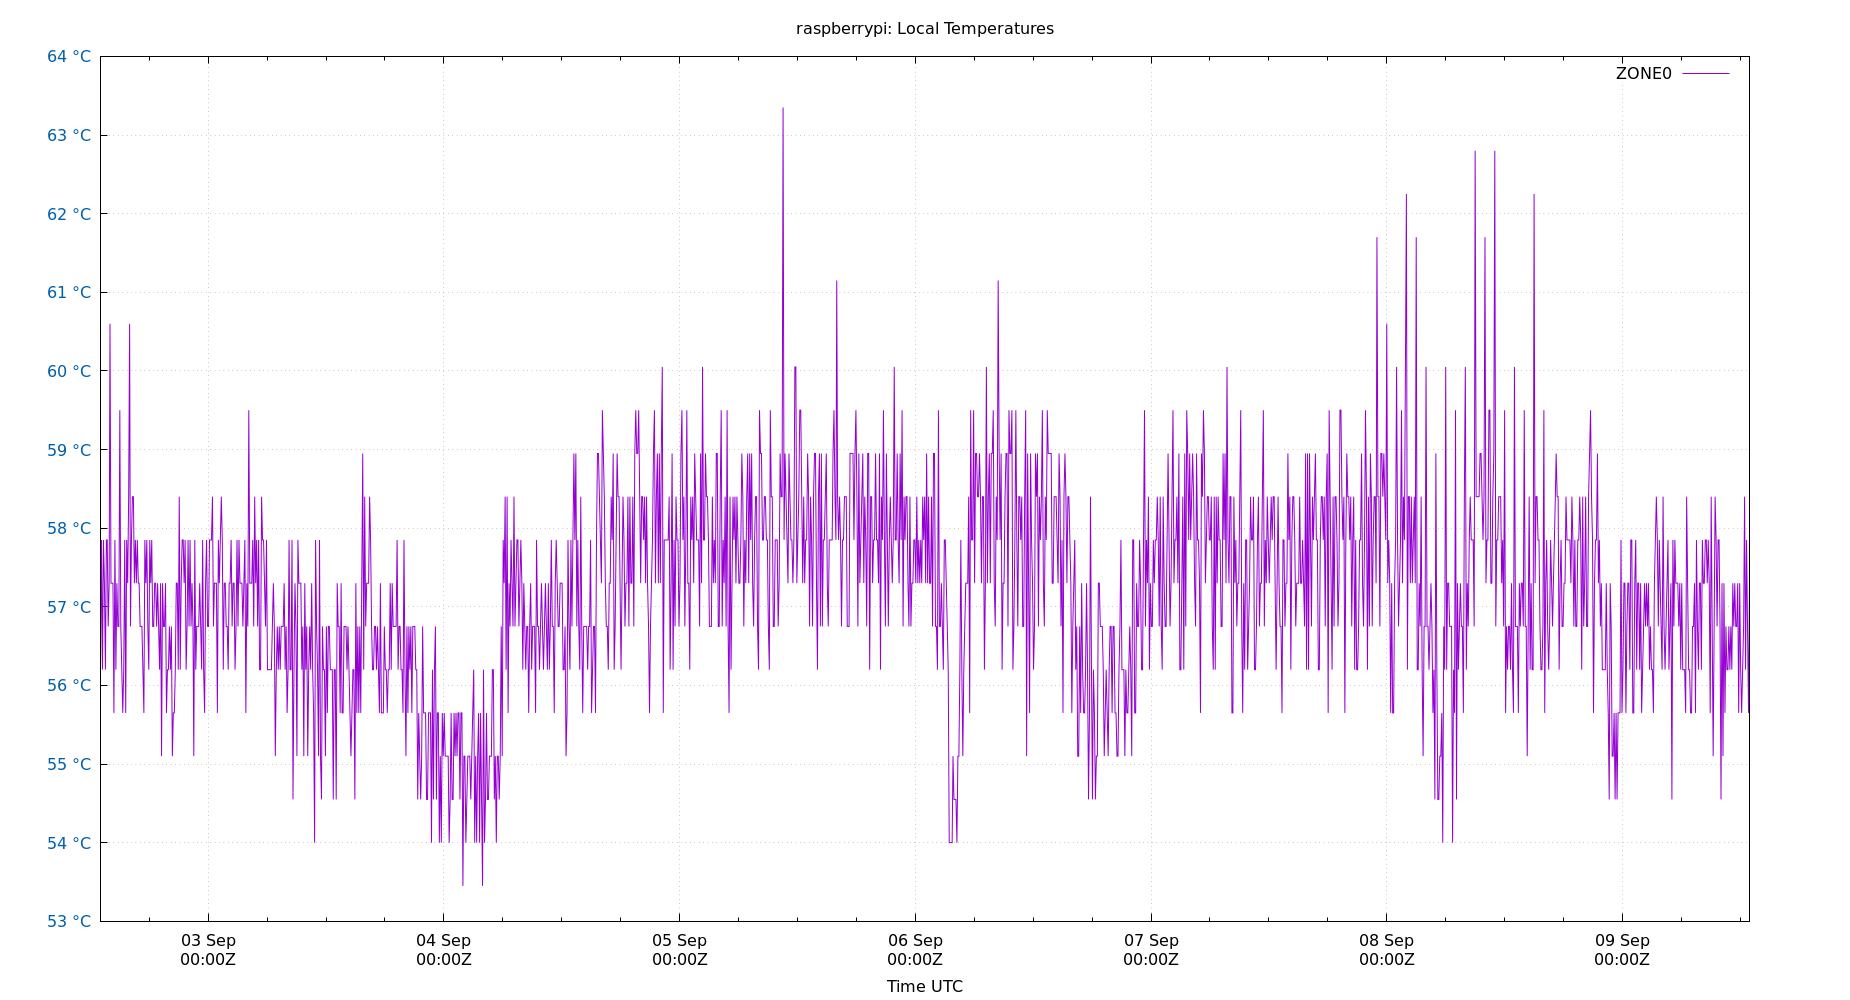 raspberrypi: Local Temperatures
ZONE0
64 °C
63 °C
62 °C
61 °C
60 °C
59 °C
58 °C
57 °C
56 °C
55 °C
54 °C
53 °C
03 Sep 04 Sep 05 Sep 06 Sep 07 Sep 08 Sep 09 Sep
00:00Z 00:00Z 00:00Z 00:00Z 00:00Z 00:00Z 00:00Z
Time UTC